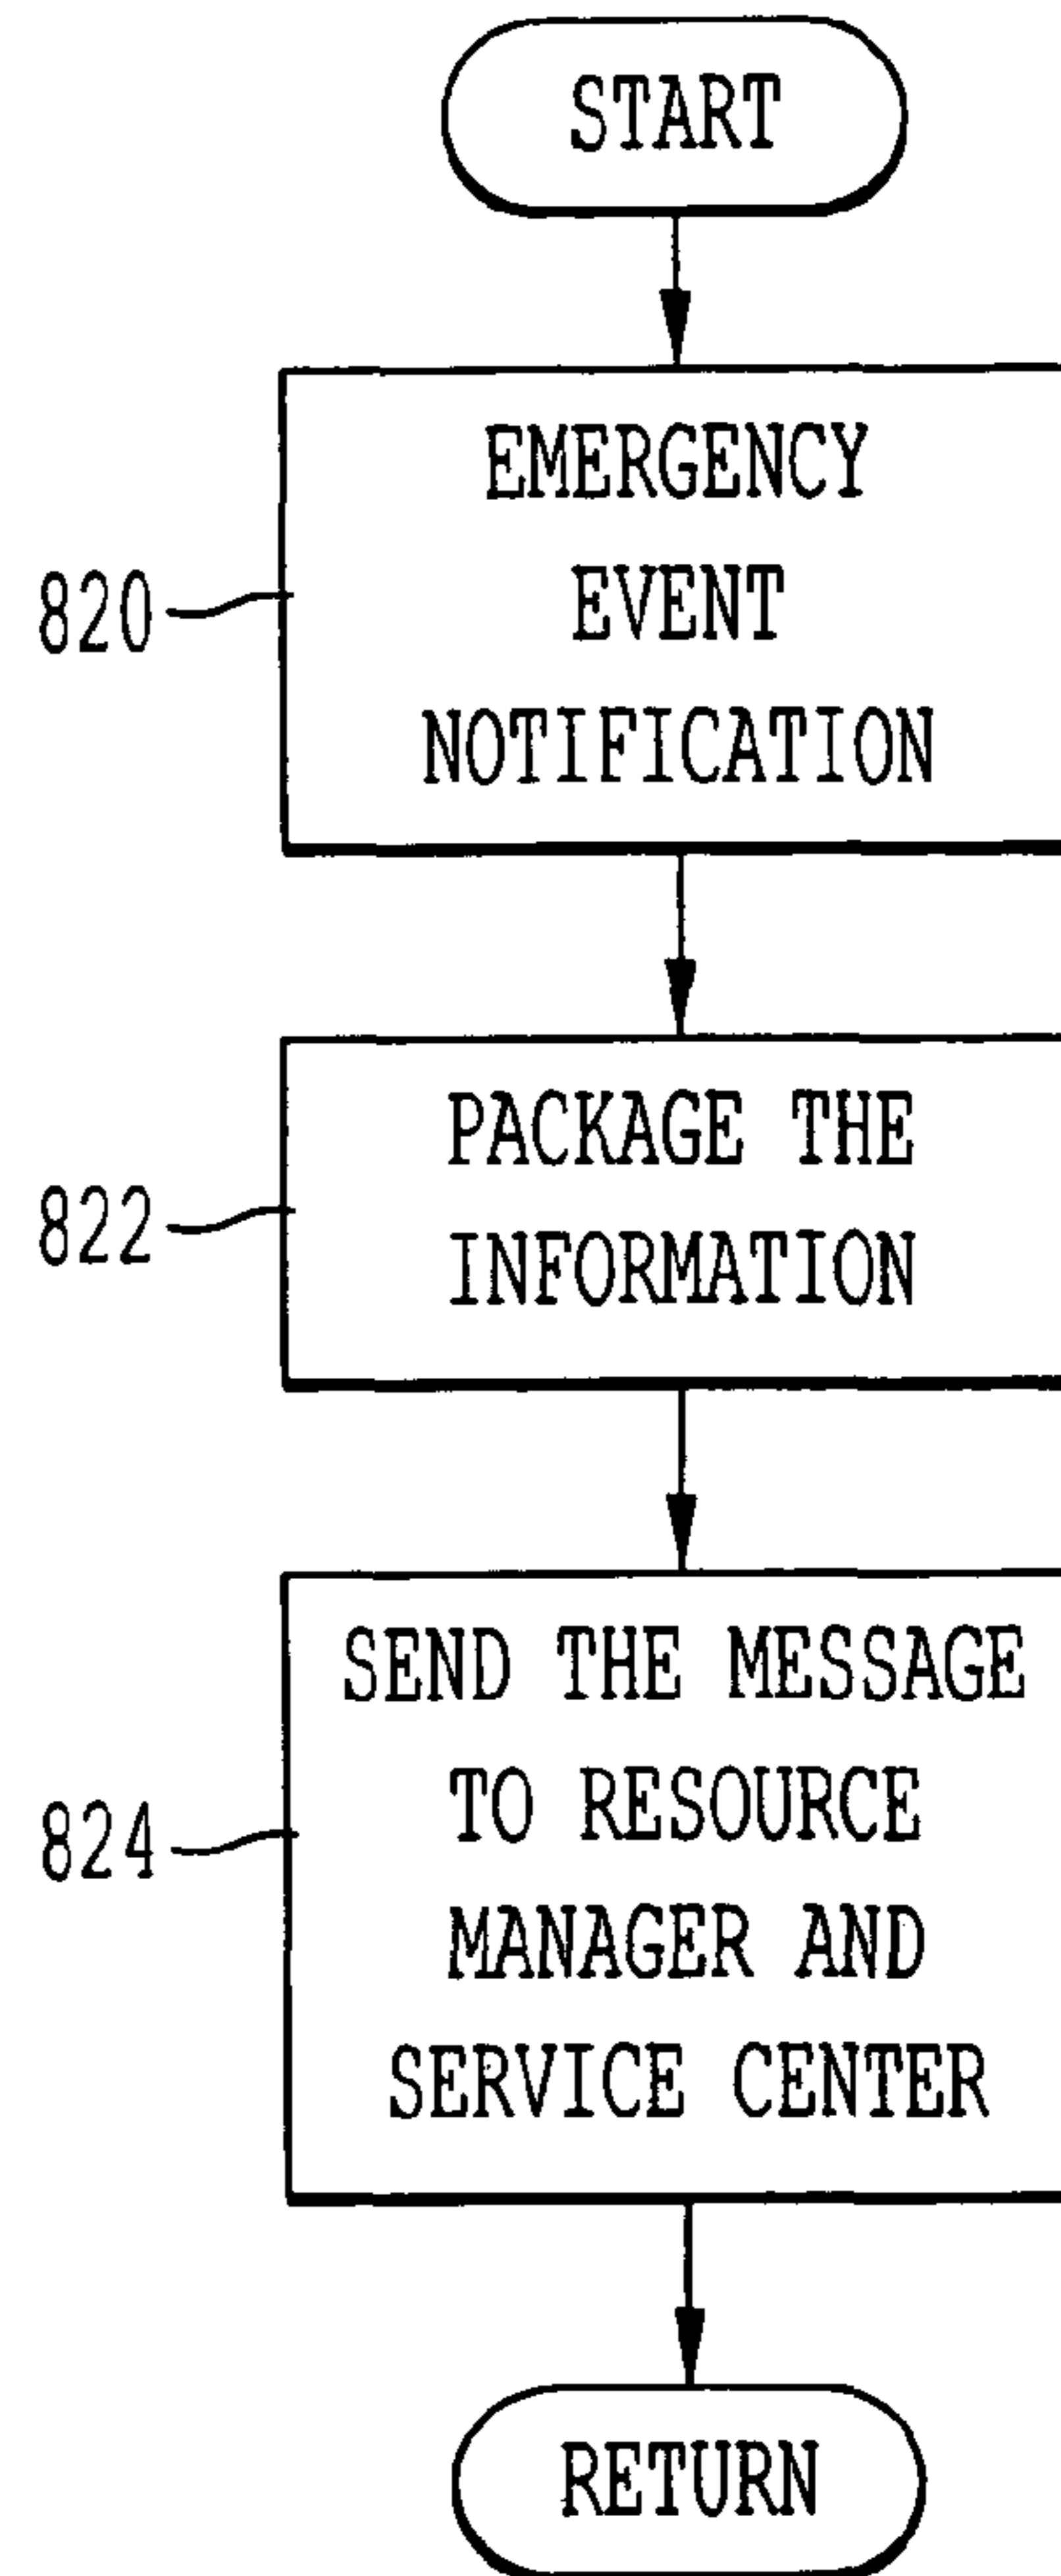 START
820
EMERGENCY
EVENT
NOTIFICATION
822
PACKAGE THE
INFORMATION
824
SEND THE MESSAGE
TO RESOURCE
MANAGER AND
SERVICE CENTER
RETURN